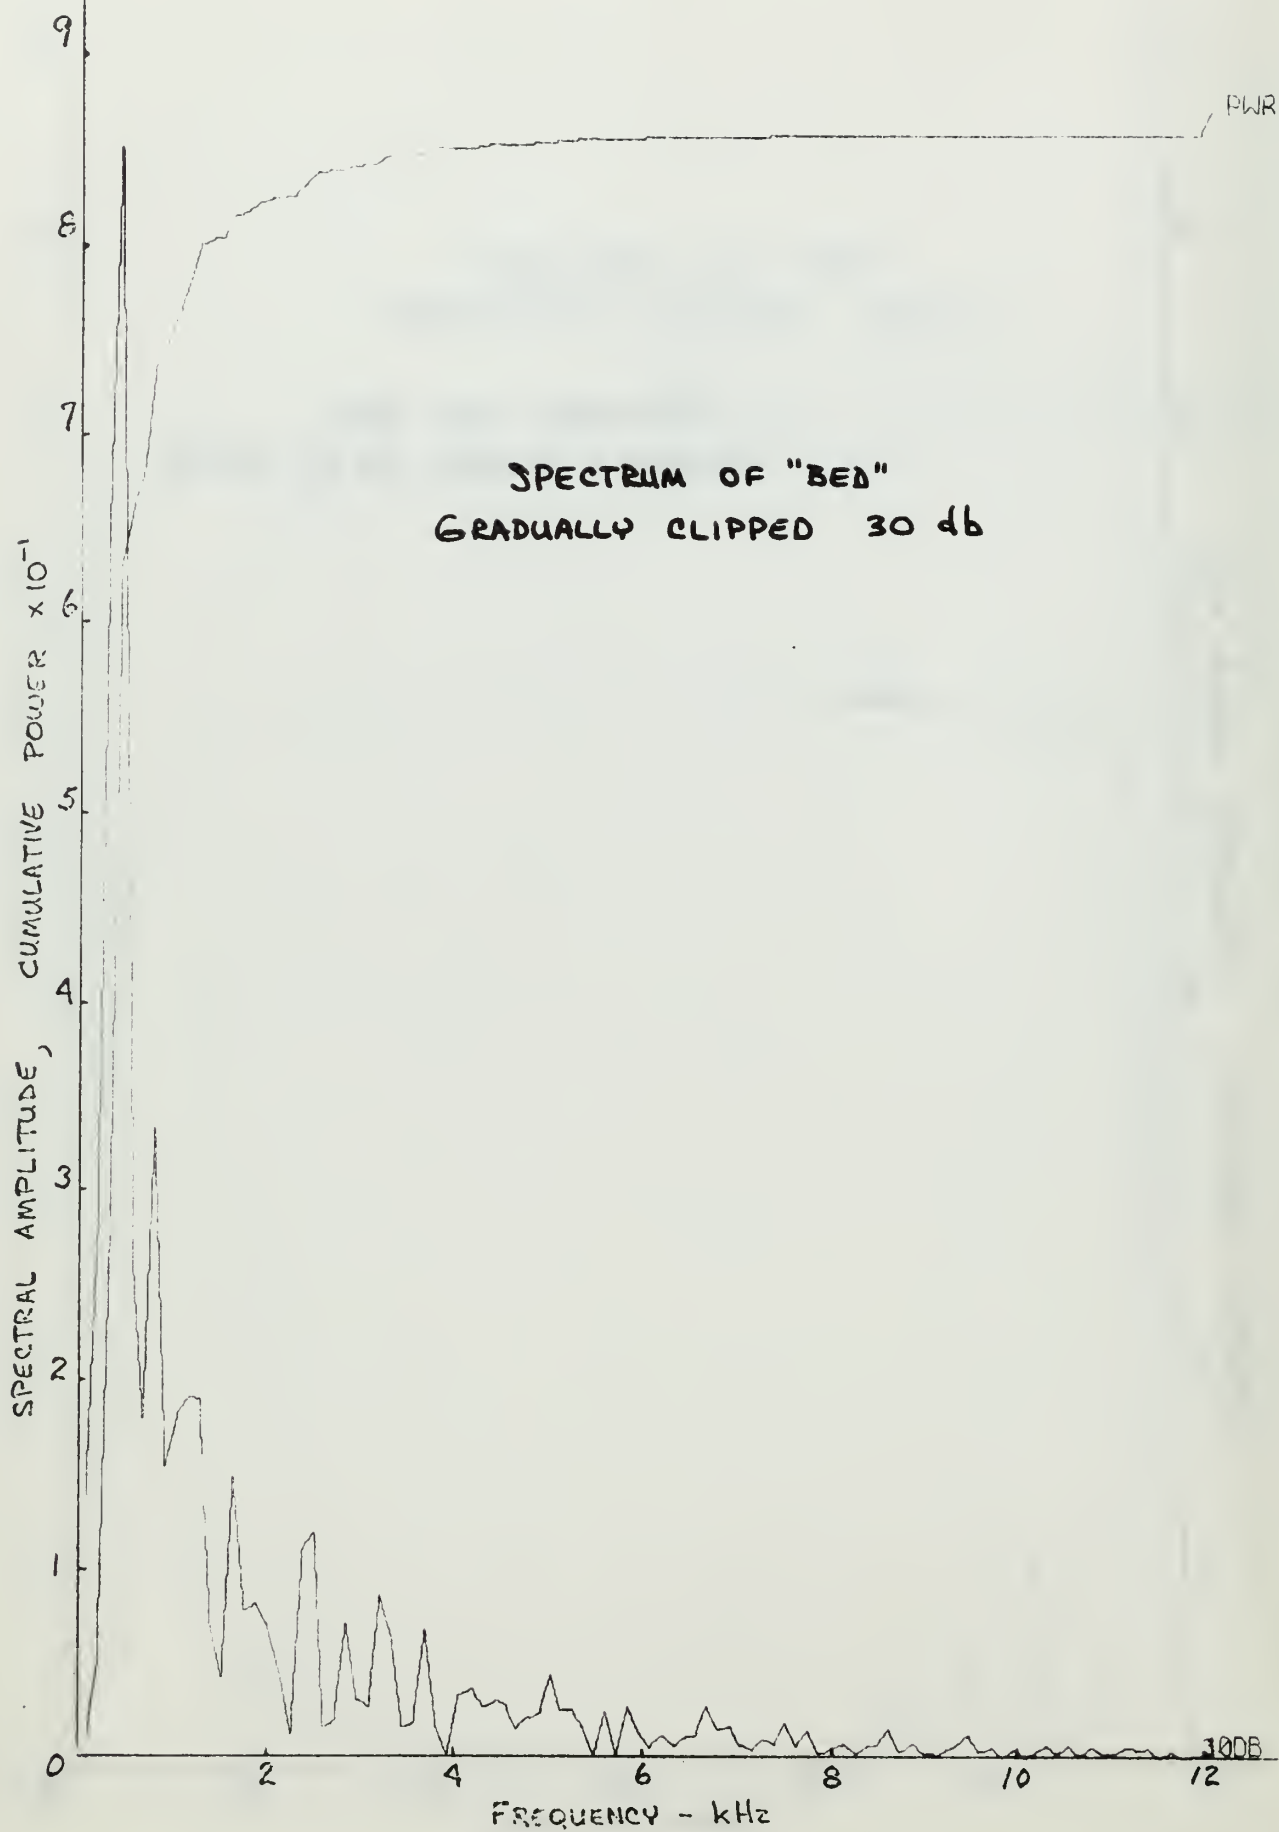 9
PWR
8
7
SPECTRUM OF "BED"
GRADUALLY CLIPPED 30 db
6
5
4
3
2
1
0
SPECTRAL AMPLITUDE, CUMULATIVE POWER x10⁻¹
2 4 6 8 10 12
FREQUENCY - kHz